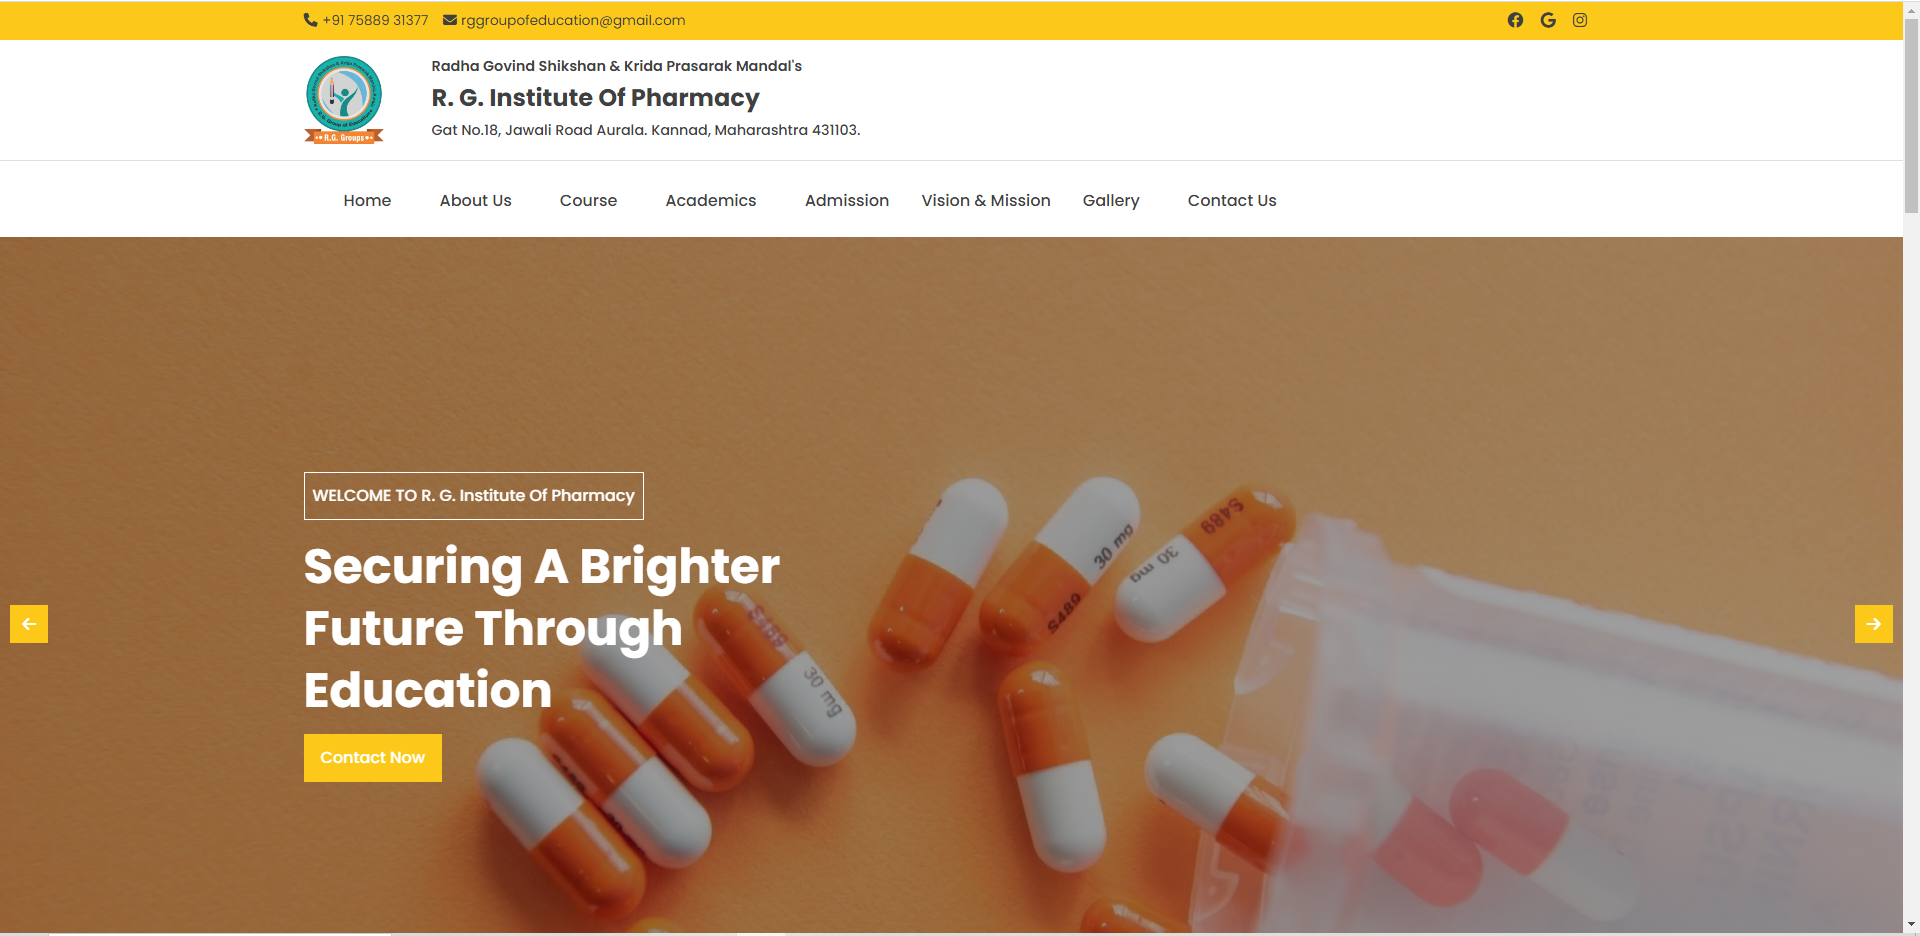 +91 75889 31377 rggroupofeducation@gmail.com
R.G. Groups
Radha Govind Shikshan & Krida Prasarak Mandal's
R. G. Institute Of Pharmacy
Gat No.18, Jawali Road Aurala. Kannad, Maharashtra 431103.
Home About Us Course Academics Admission Vision & Mission Gallery Contact Us
WELCOME TO R. G. Institute Of Pharmacy
Securing A Brighter
Future Through
Education
Contact Now
30 mg
S489
S489
30 mg
30 mg